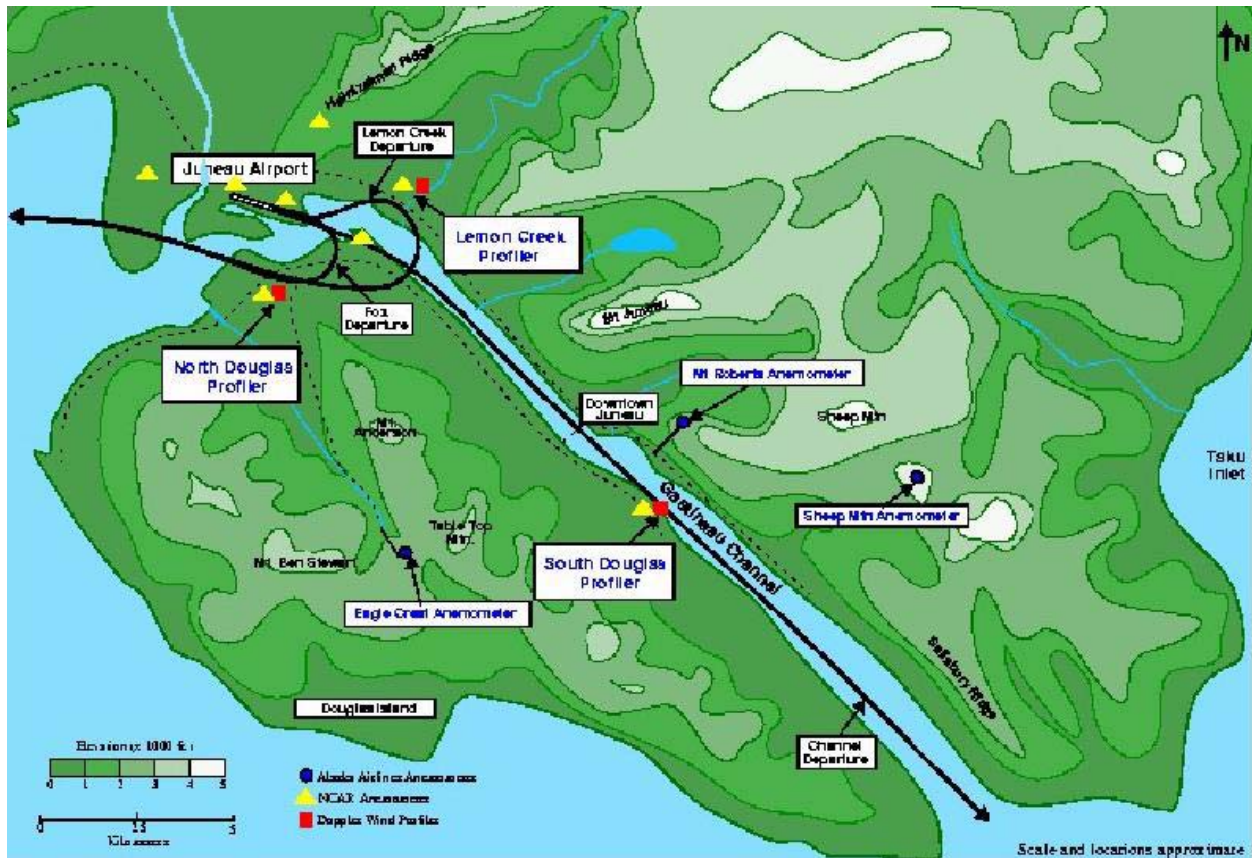 N
Ridge
Lemon Creek
Departure
Juneau Airport
Lemon Creek
Profiler
Fox
Departure
North Douglas
Profiler
Mt. Juneau
Mt. Roberts Anemometer
Downtown
Juneau
Sheep Mtn
Mt.
Anderson
Taku
Inlet
Sheep Mtn Anemometer
Gastineau Channel
Table Top
Mtn.
South Douglas
Profiler
Mt. Ben Stewart
Eagle Crest Anemometer
Salisbury Ridge
Douglas Island
Channel
Departure
Elevation x 1000 ft
0 1 2 3 4 5
0 2.5 5
Kilometers
Alaska Airlines Anemometers
NCAR Anemometers
Doppler Wind Profilers
Scale and locations approximate